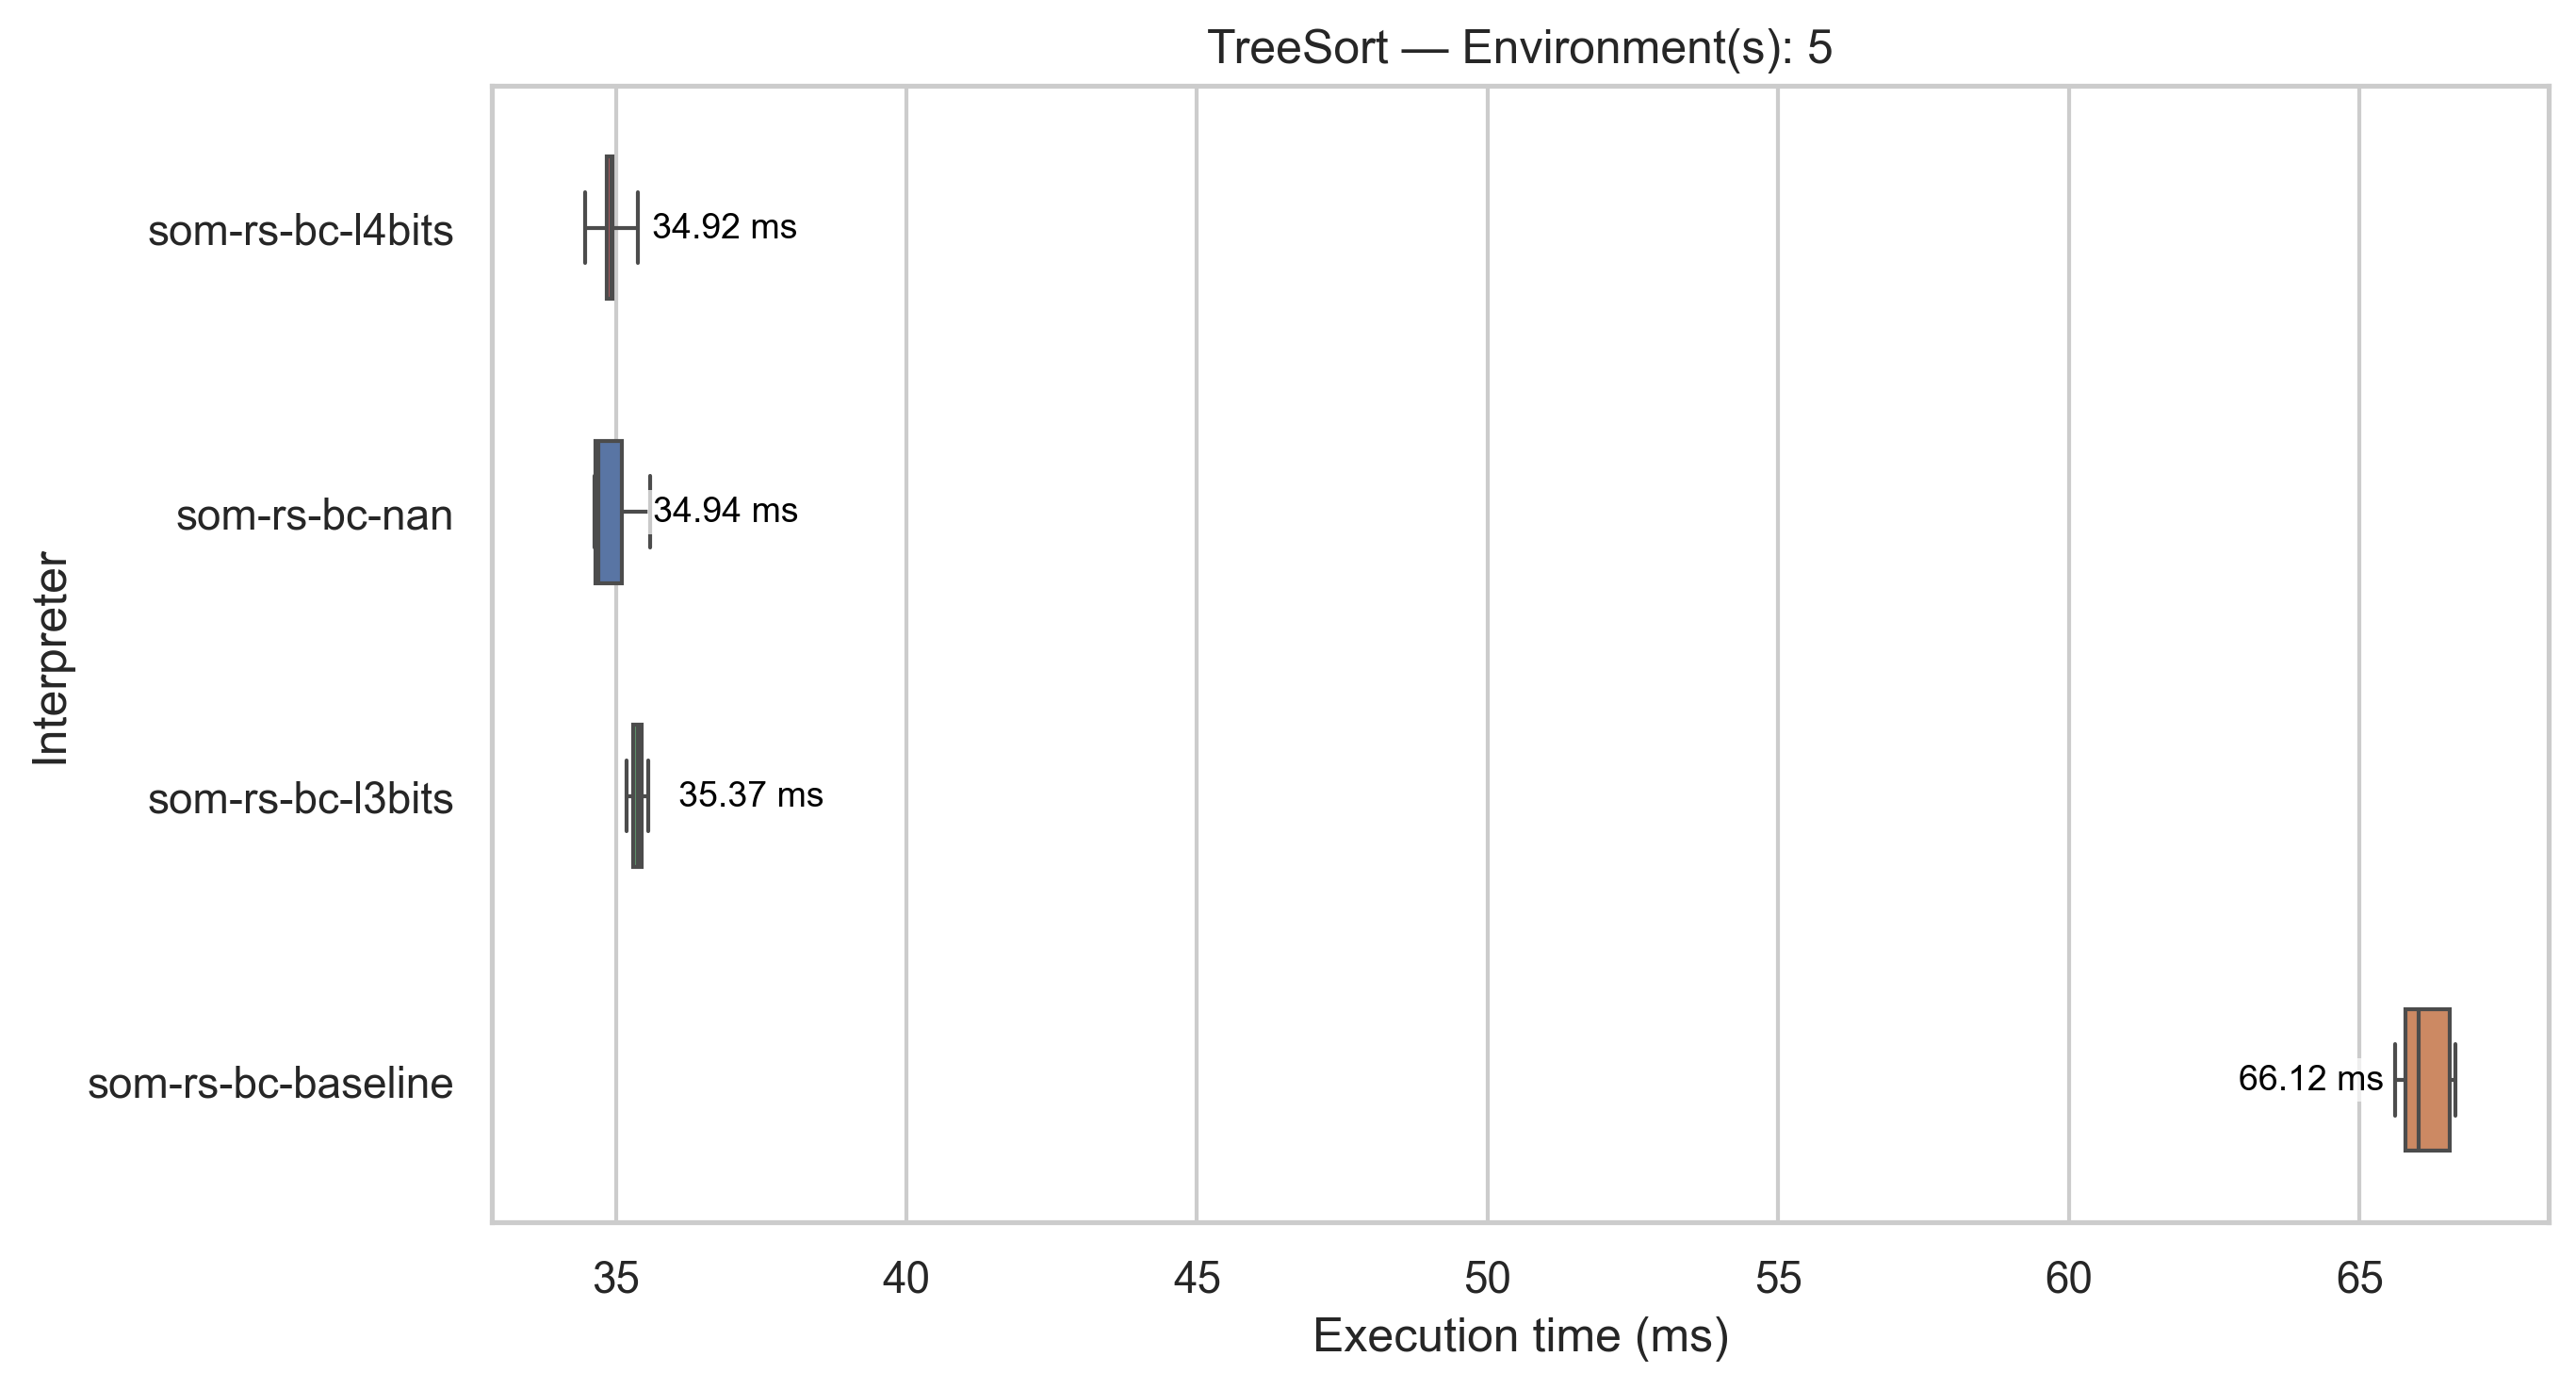 TreeSort — Environment(s): 5
Interpreter
som-rs-bc-l4bits
34.92 ms
som-rs-bc-nan
34.94 ms
som-rs-bc-l3bits
35.37 ms
som-rs-bc-baseline
66.12 ms
35 40 45 50 55 60 65
Execution time (ms)